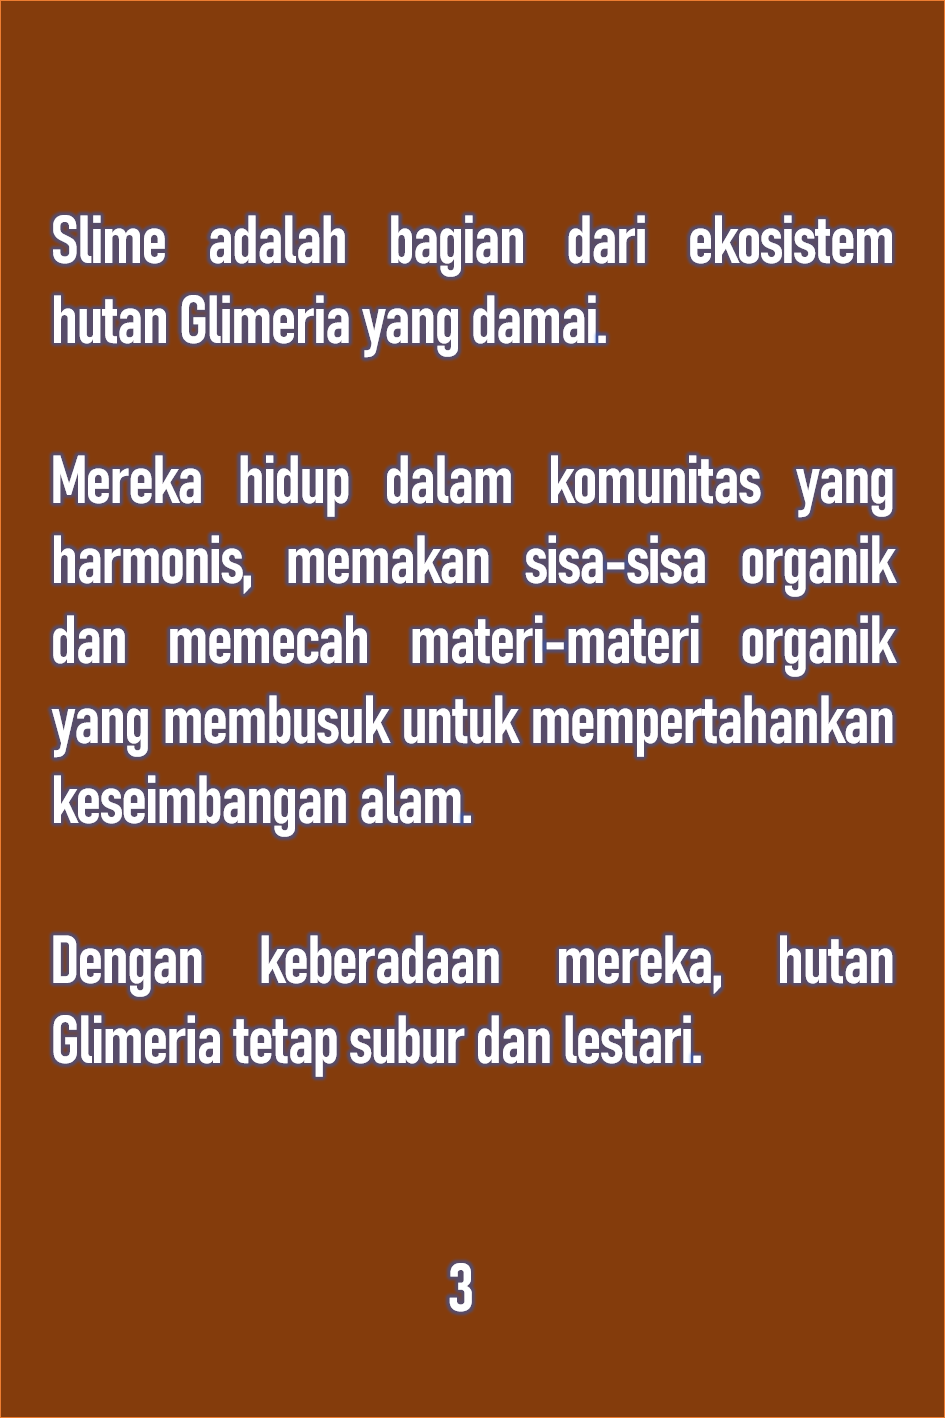 Slime adalah bagian dari ekosistem
hutan Glimeria yang damai.
Mereka hidup dalam komunitas yang
harmonis, memakan sisa-sisa organik
dan memecah materi-materi organik
yang membusuk untuk mempertahankan
keseimbangan alam.
Dengan keberadaan mereka, hutan
Glimeria tetap subur dan lestari.
3